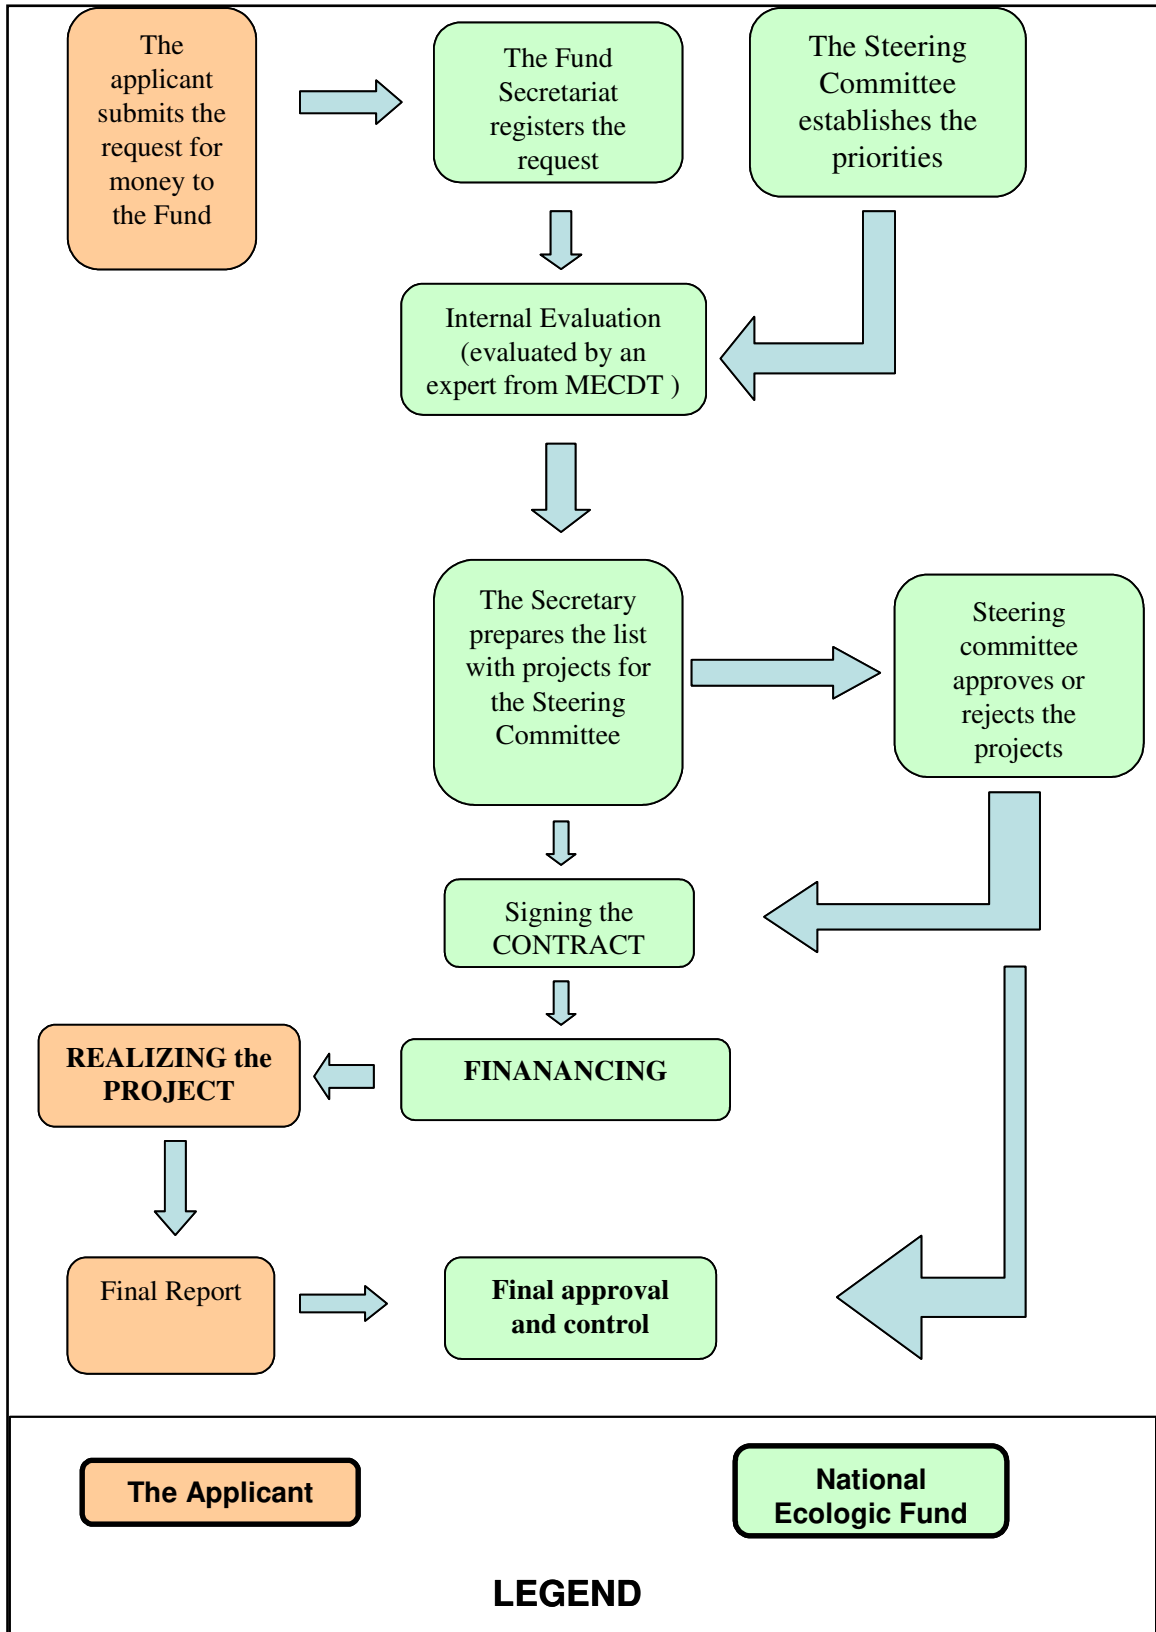 The
applicant
submits the
request for
money to
the Fund
The Fund
Secretariat
registers the
request
The Steering
Committee
establishes the
priorities
Internal Evaluation
(evaluated by an
expert from MECDT )
The Secretary
prepares the list
with projects for
the Steering
Committee
Steering
committee
approves or
rejects the
projects
Signing the
CONTRACT
FINANANCING
REALIZING the
PROJECT
Final Report
Final approval
and control
The Applicant
National
Ecologic Fund
LEGEND